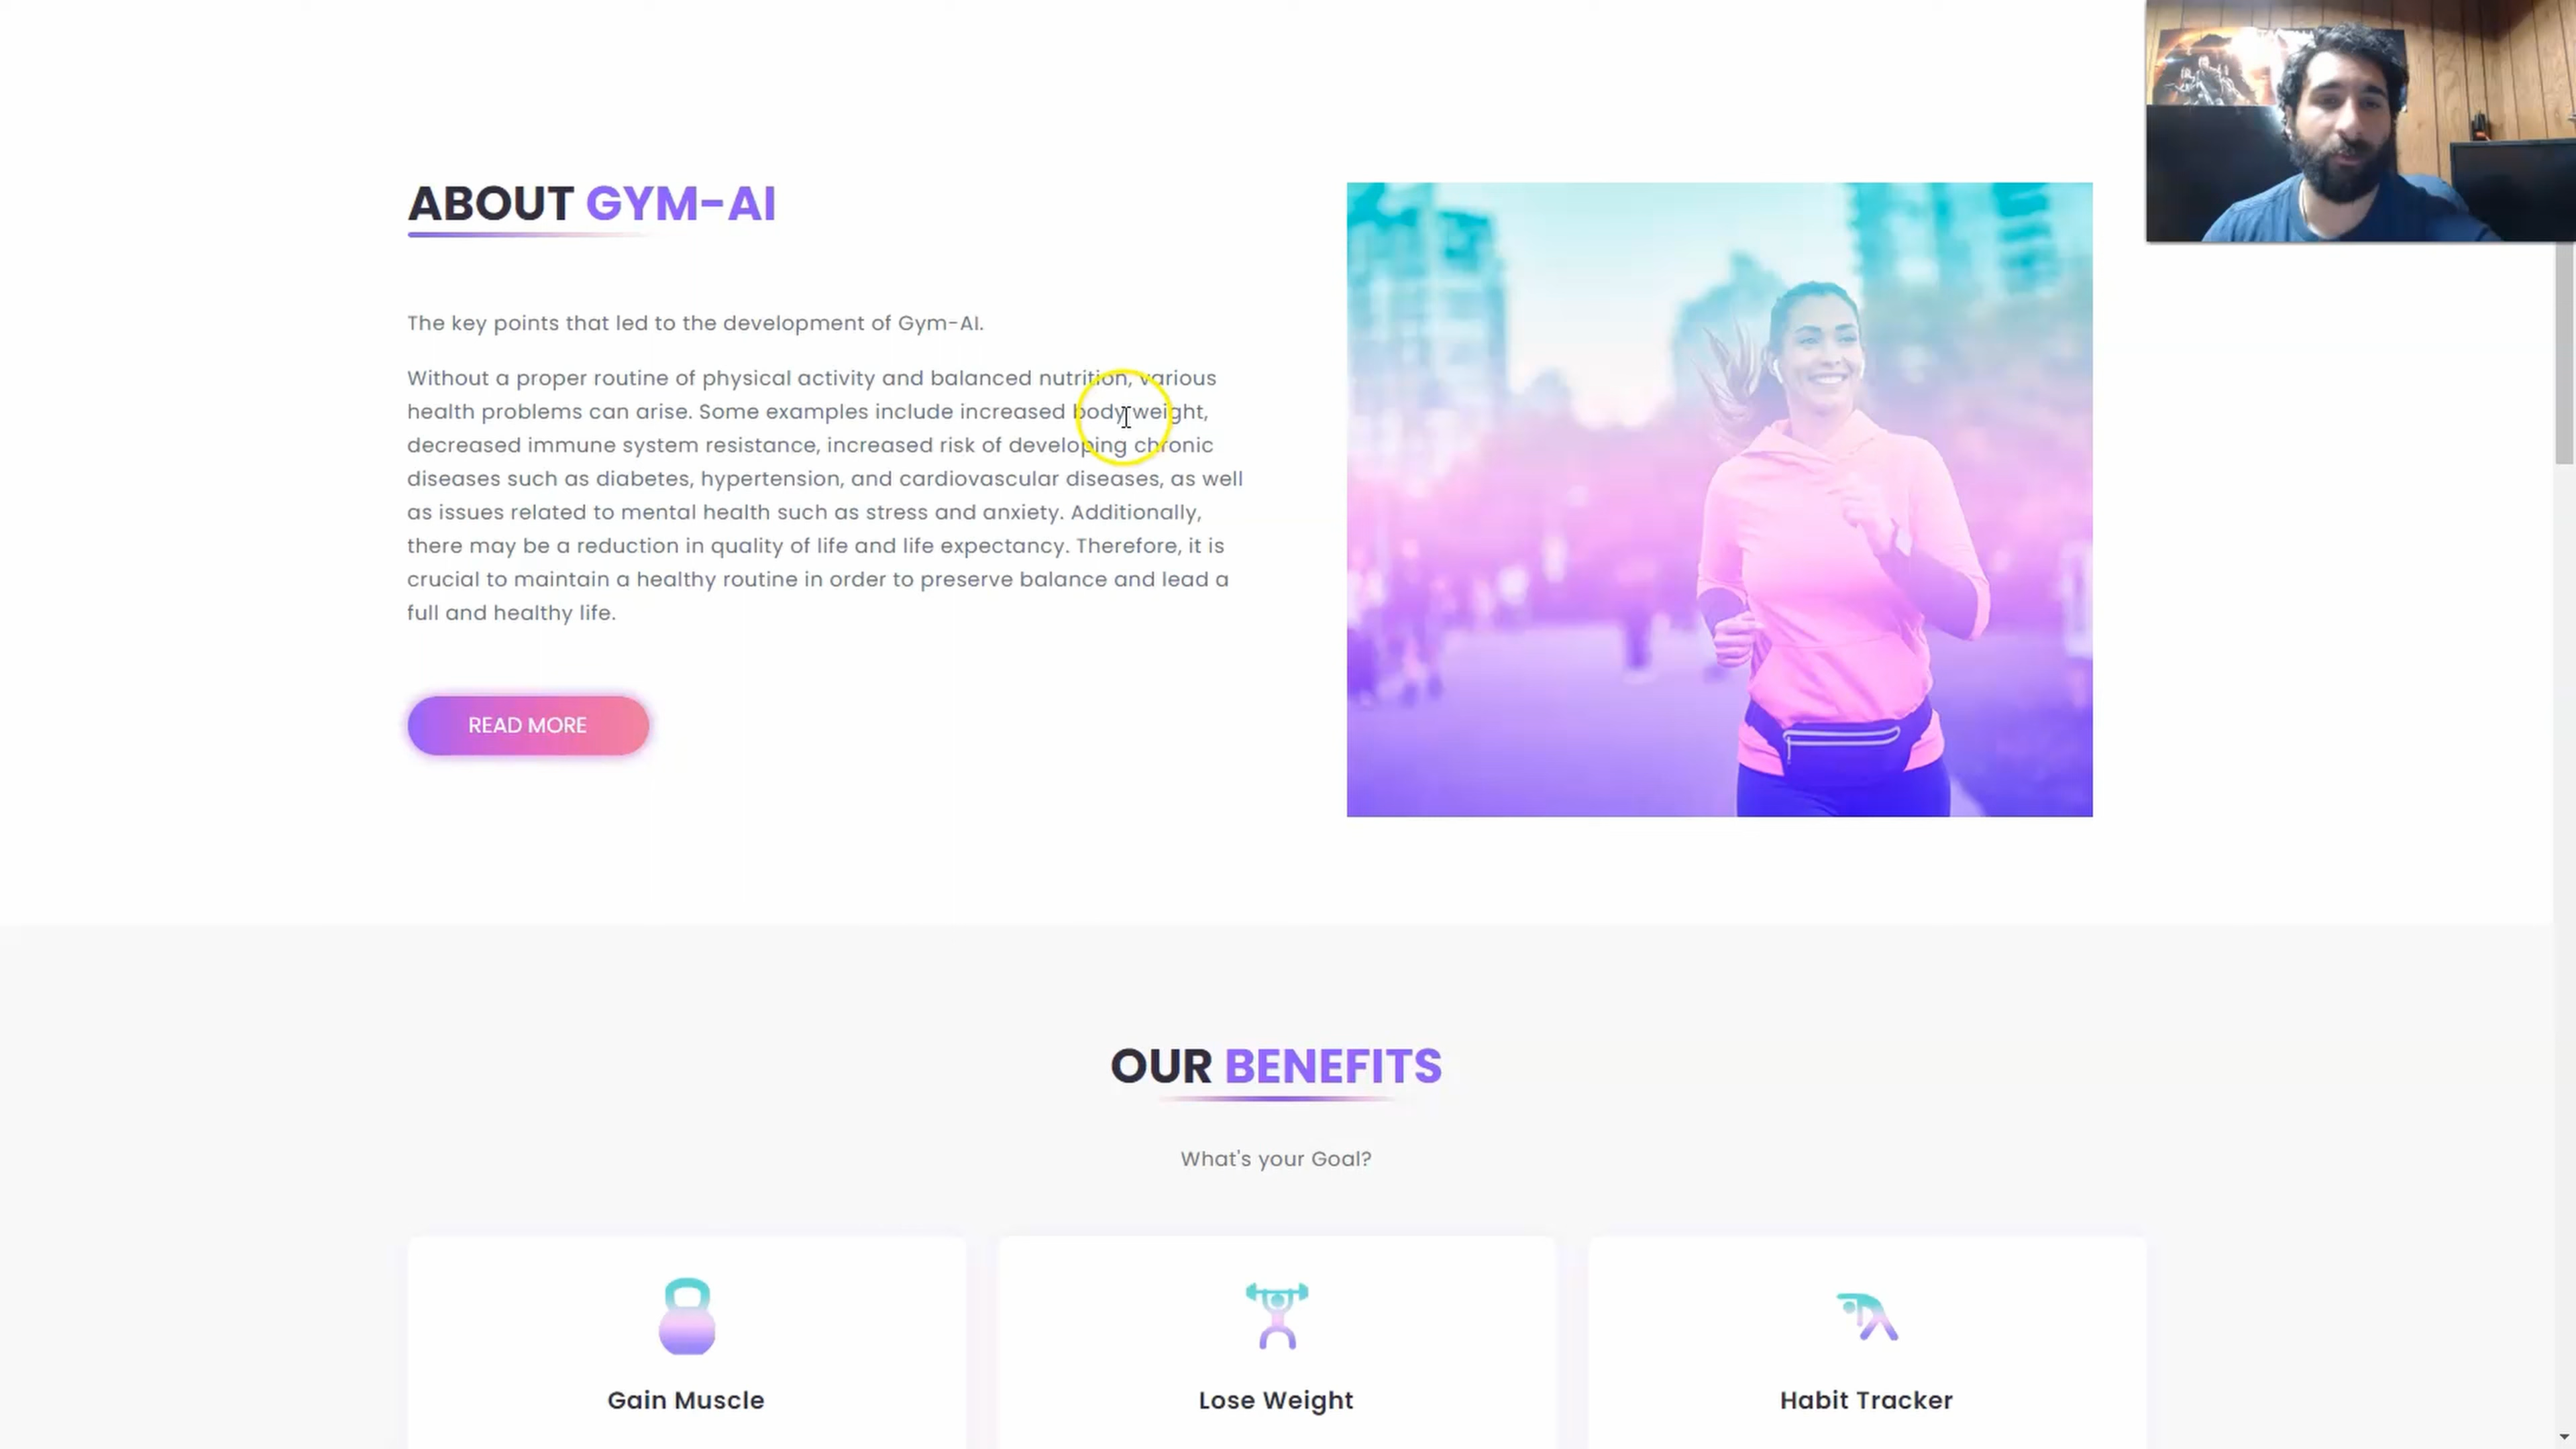 ABOUT GYM-AI
The key points that led to the development of Gym-AI.
Without a proper routine of physical activity and balanced nutrition, various
health problems can arise. Some examples include increased body weight,
decreased immune system resistance, increased risk of developing chronic
diseases such as diabetes, hypertension, and cardiovascular diseases, as well
as issues related to mental health such as stress and anxiety. Additionally,
there may be a reduction in quality of life and life expectancy. Therefore, it is
crucial to maintain a healthy routine in order to preserve balance and lead a
full and healthy life.
READ MORE
OUR BENEFITS
What's your Goal?
Gain Muscle
Lose Weight
Habit Tracker